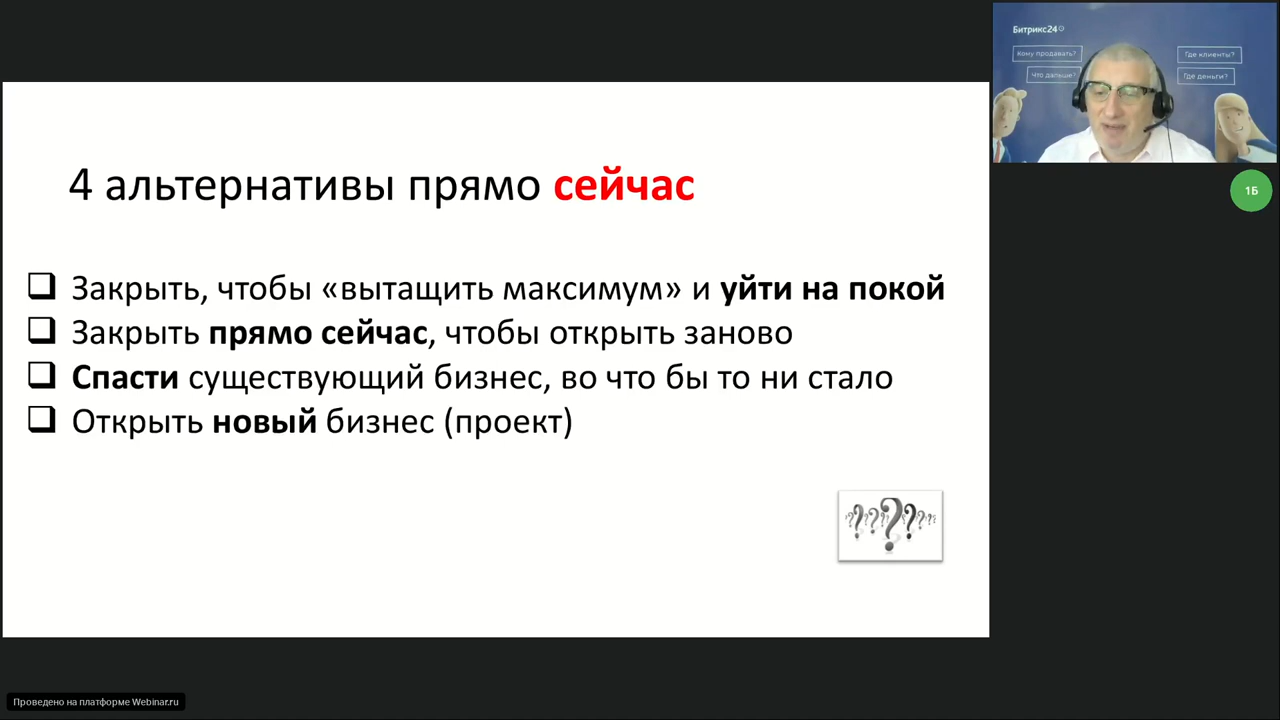 4 альтернативы прямо сейчас
Закрыть, чтобы «вытащить максимум» и уйти на покой
Закрыть прямо сейчас, чтобы открыть заново
Спасти существующий бизнес, во что бы то ни стало
Открыть новый бизнес (проект)
Битрикс24
Кому продавать?
Где клиенты?
Что дальше?
Где деньги?
1Б
Проведено на платформе Webinar.ru